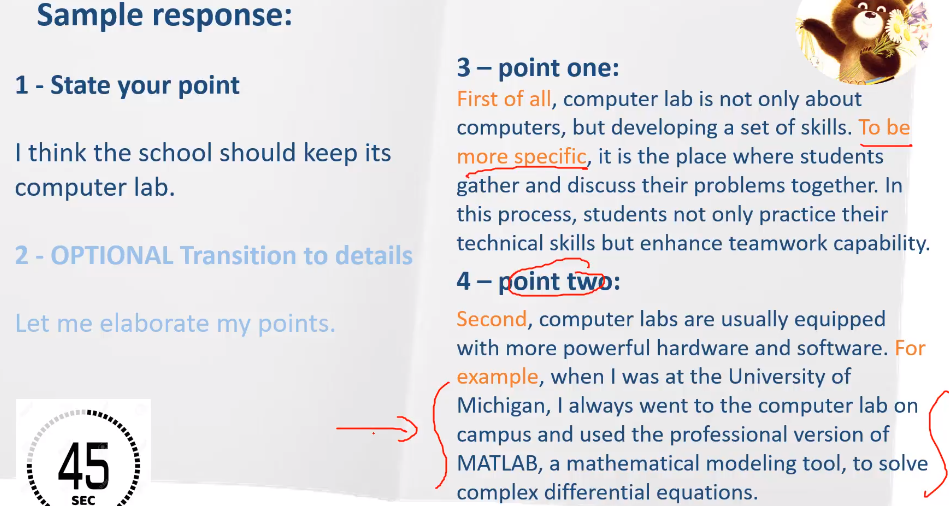 Sample response:
1 - State your point
I think the school should keep its
computer lab.
2 - OPTIONAL Transition to details
Let me elaborate my points.
45
SEC
3 – point one:
First of all, computer lab is not only about
computers, but developing a set of skills. To be
more specific, it is the place where students
gather and discuss their problems together. In
this process, students not only practice their
technical skills but enhance teamwork capability.
4 – point two:
Second, computer labs are usually equipped
with more powerful hardware and software. For
example, when I was at the University of
Michigan, I always went to the computer lab on
campus and used the professional version of
MATLAB, a mathematical modeling tool, to solve
complex differential equations.